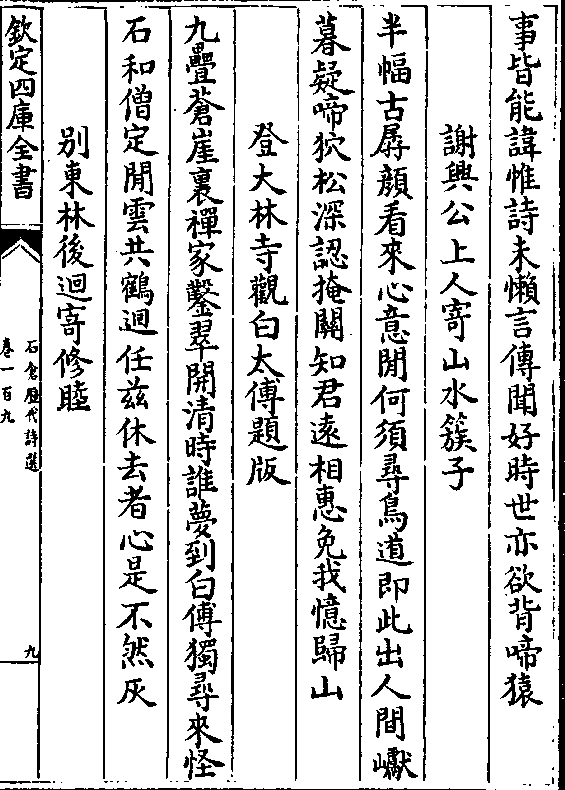 事皆能諱惟詩未懶言傳聞好時世亦欲背啼猿
謝興公上人寄山水簇子
半幅古孱顏看來心意閒何須尋鳥道即此出人間巘
暮疑啼狖松深認掩關知君遠相惠免我憶歸山
登大林寺觀白太傅題版
九疊蒼崖裏禪家鑿翠開清時誰夢到白傅獨尋來怪
石和僧定閒雲共鶴迴任兹休去者心是不然灰
别東林後迴寄修睦
欽定四庫全書
石倉歷代詩選
卷一百九
九